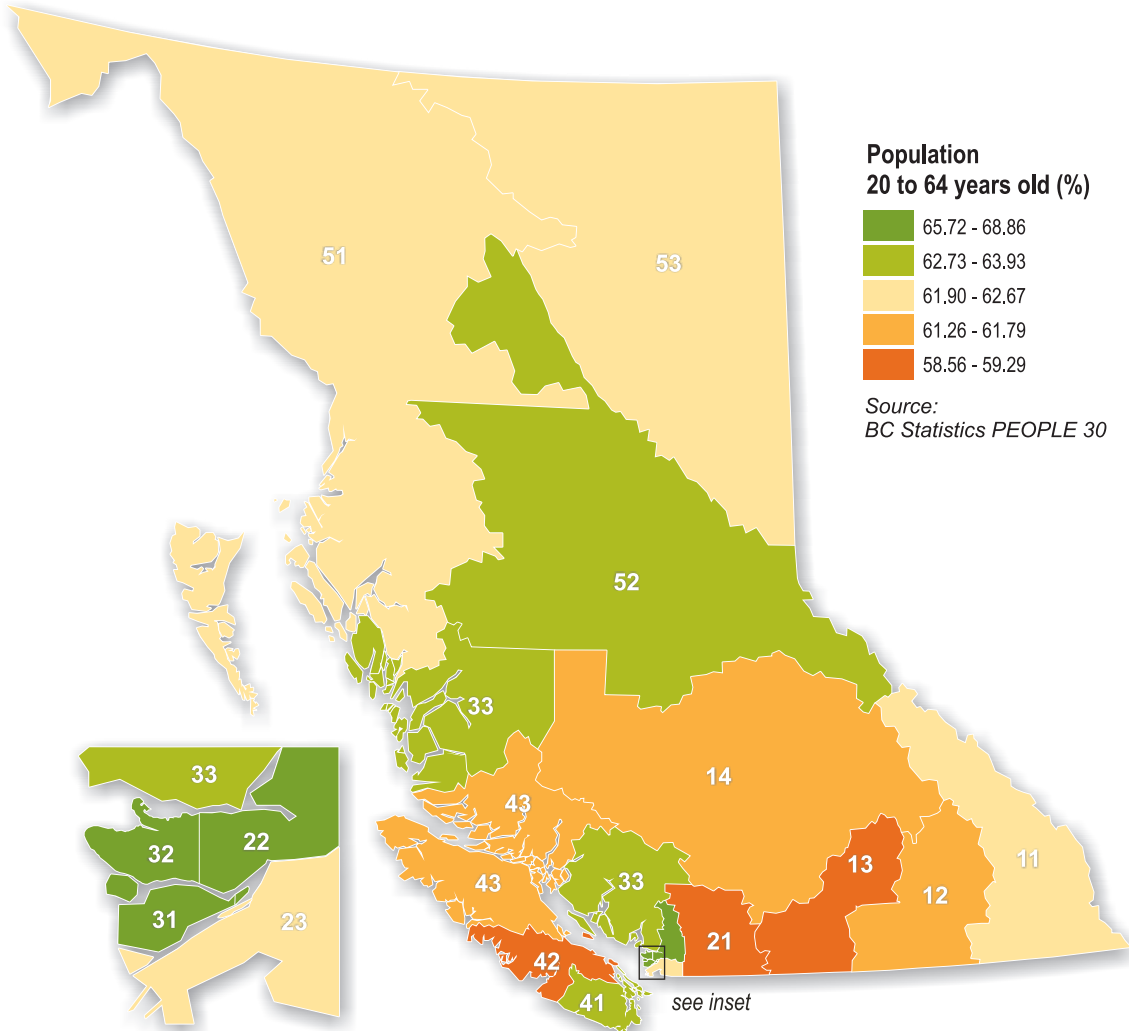 Population
20 to 64 years old (%)
65.72 - 68.86
62.73 - 63.93
61.90 - 62.67
61.26 - 61.79
58.56 - 59.29
Source:
BC Statistics PEOPLE 30
51
53
52
33
14
43
43
33
13
12
11
21
42
41
see inset
33
32
22
31
23